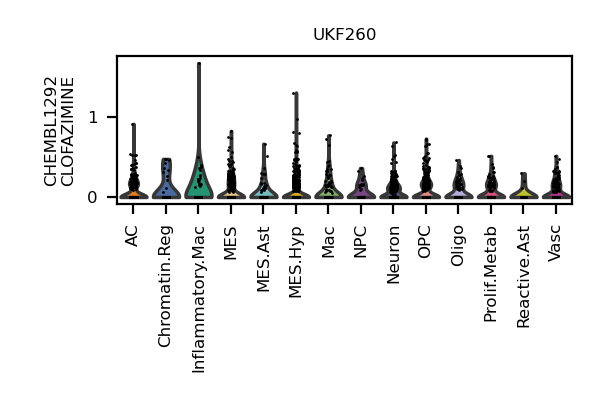 UKF260
CHEMBL1292
CLOFAZIMINE
1
0
AC
Chromatin.Reg
Inflammatory.Mac
MES
MES.Ast
MES.Hyp
Mac
NPC
Neuron
OPC
Oligo
Prolif.Metab
Reactive.Ast
Vasc